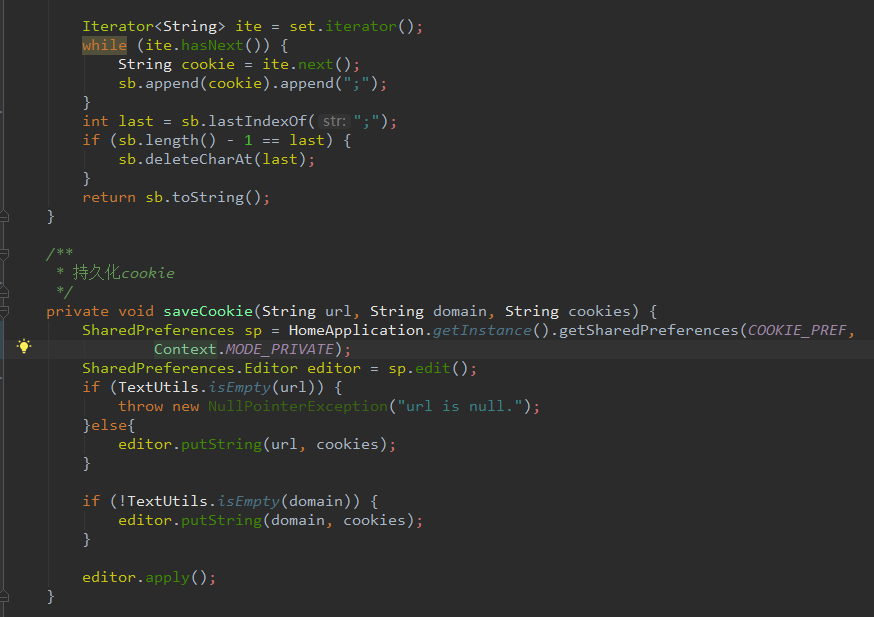 Iterator<String> ite = set.iterator();
while (ite.hasNext()) {
String cookie = ite.next();
sb.append(cookie).append(";");
}
int last = sb.lastIndexOf( str: ";");
if (sb.length() - 1 == last) {
sb.deleteCharAt(last);
}
return sb.toString();
}
/**
* 持久化cookie
*/
private void saveCookie(String url, String domain, String cookies) {
SharedPreferences sp = HomeApplication.getInstance().getSharedPreferences(COOKIE_PREF,
Context.MODE_PRIVATE);
SharedPreferences.Editor editor = sp.edit();
if (TextUtils.isEmpty(url)) {
throw new NullPointerException("url is null.");
}else{
editor.putString(url, cookies);
}
if (!TextUtils.isEmpty(domain)) {
editor.putString(domain, cookies);
}
editor.apply();
}